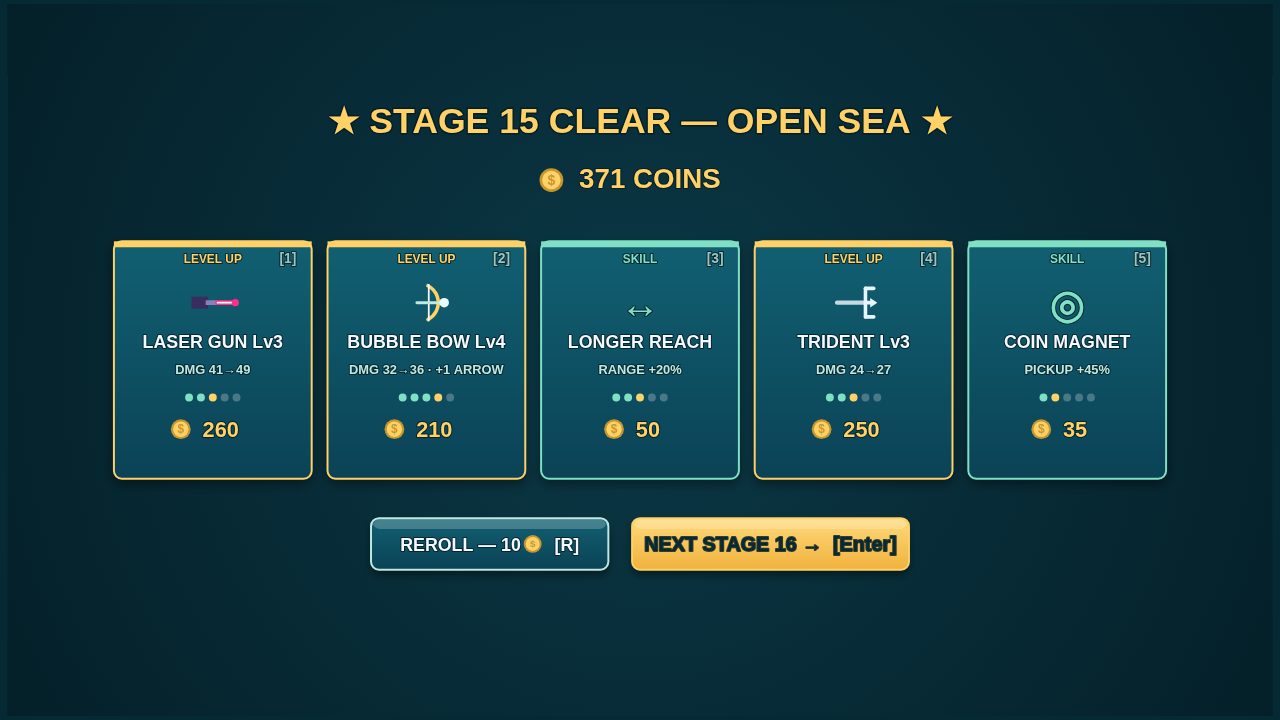 ★ STAGE 15 CLEAR — OPEN SEA ★
$ 371 COINS
LEVEL UP [1]
LASER GUN Lv3
DMG 41→49
$ 260
LEVEL UP [2]
BUBBLE BOW Lv4
DMG 32→36 · +1 ARROW
$ 210
SKILL [3]
↔
LONGER REACH
RANGE +20%
$ 50
LEVEL UP [4]
TRIDENT Lv3
DMG 24→27
$ 250
SKILL [5]
COIN MAGNET
PICKUP +45%
$ 35
REROLL — 10 $ [R]
NEXT STAGE 16 → [Enter]